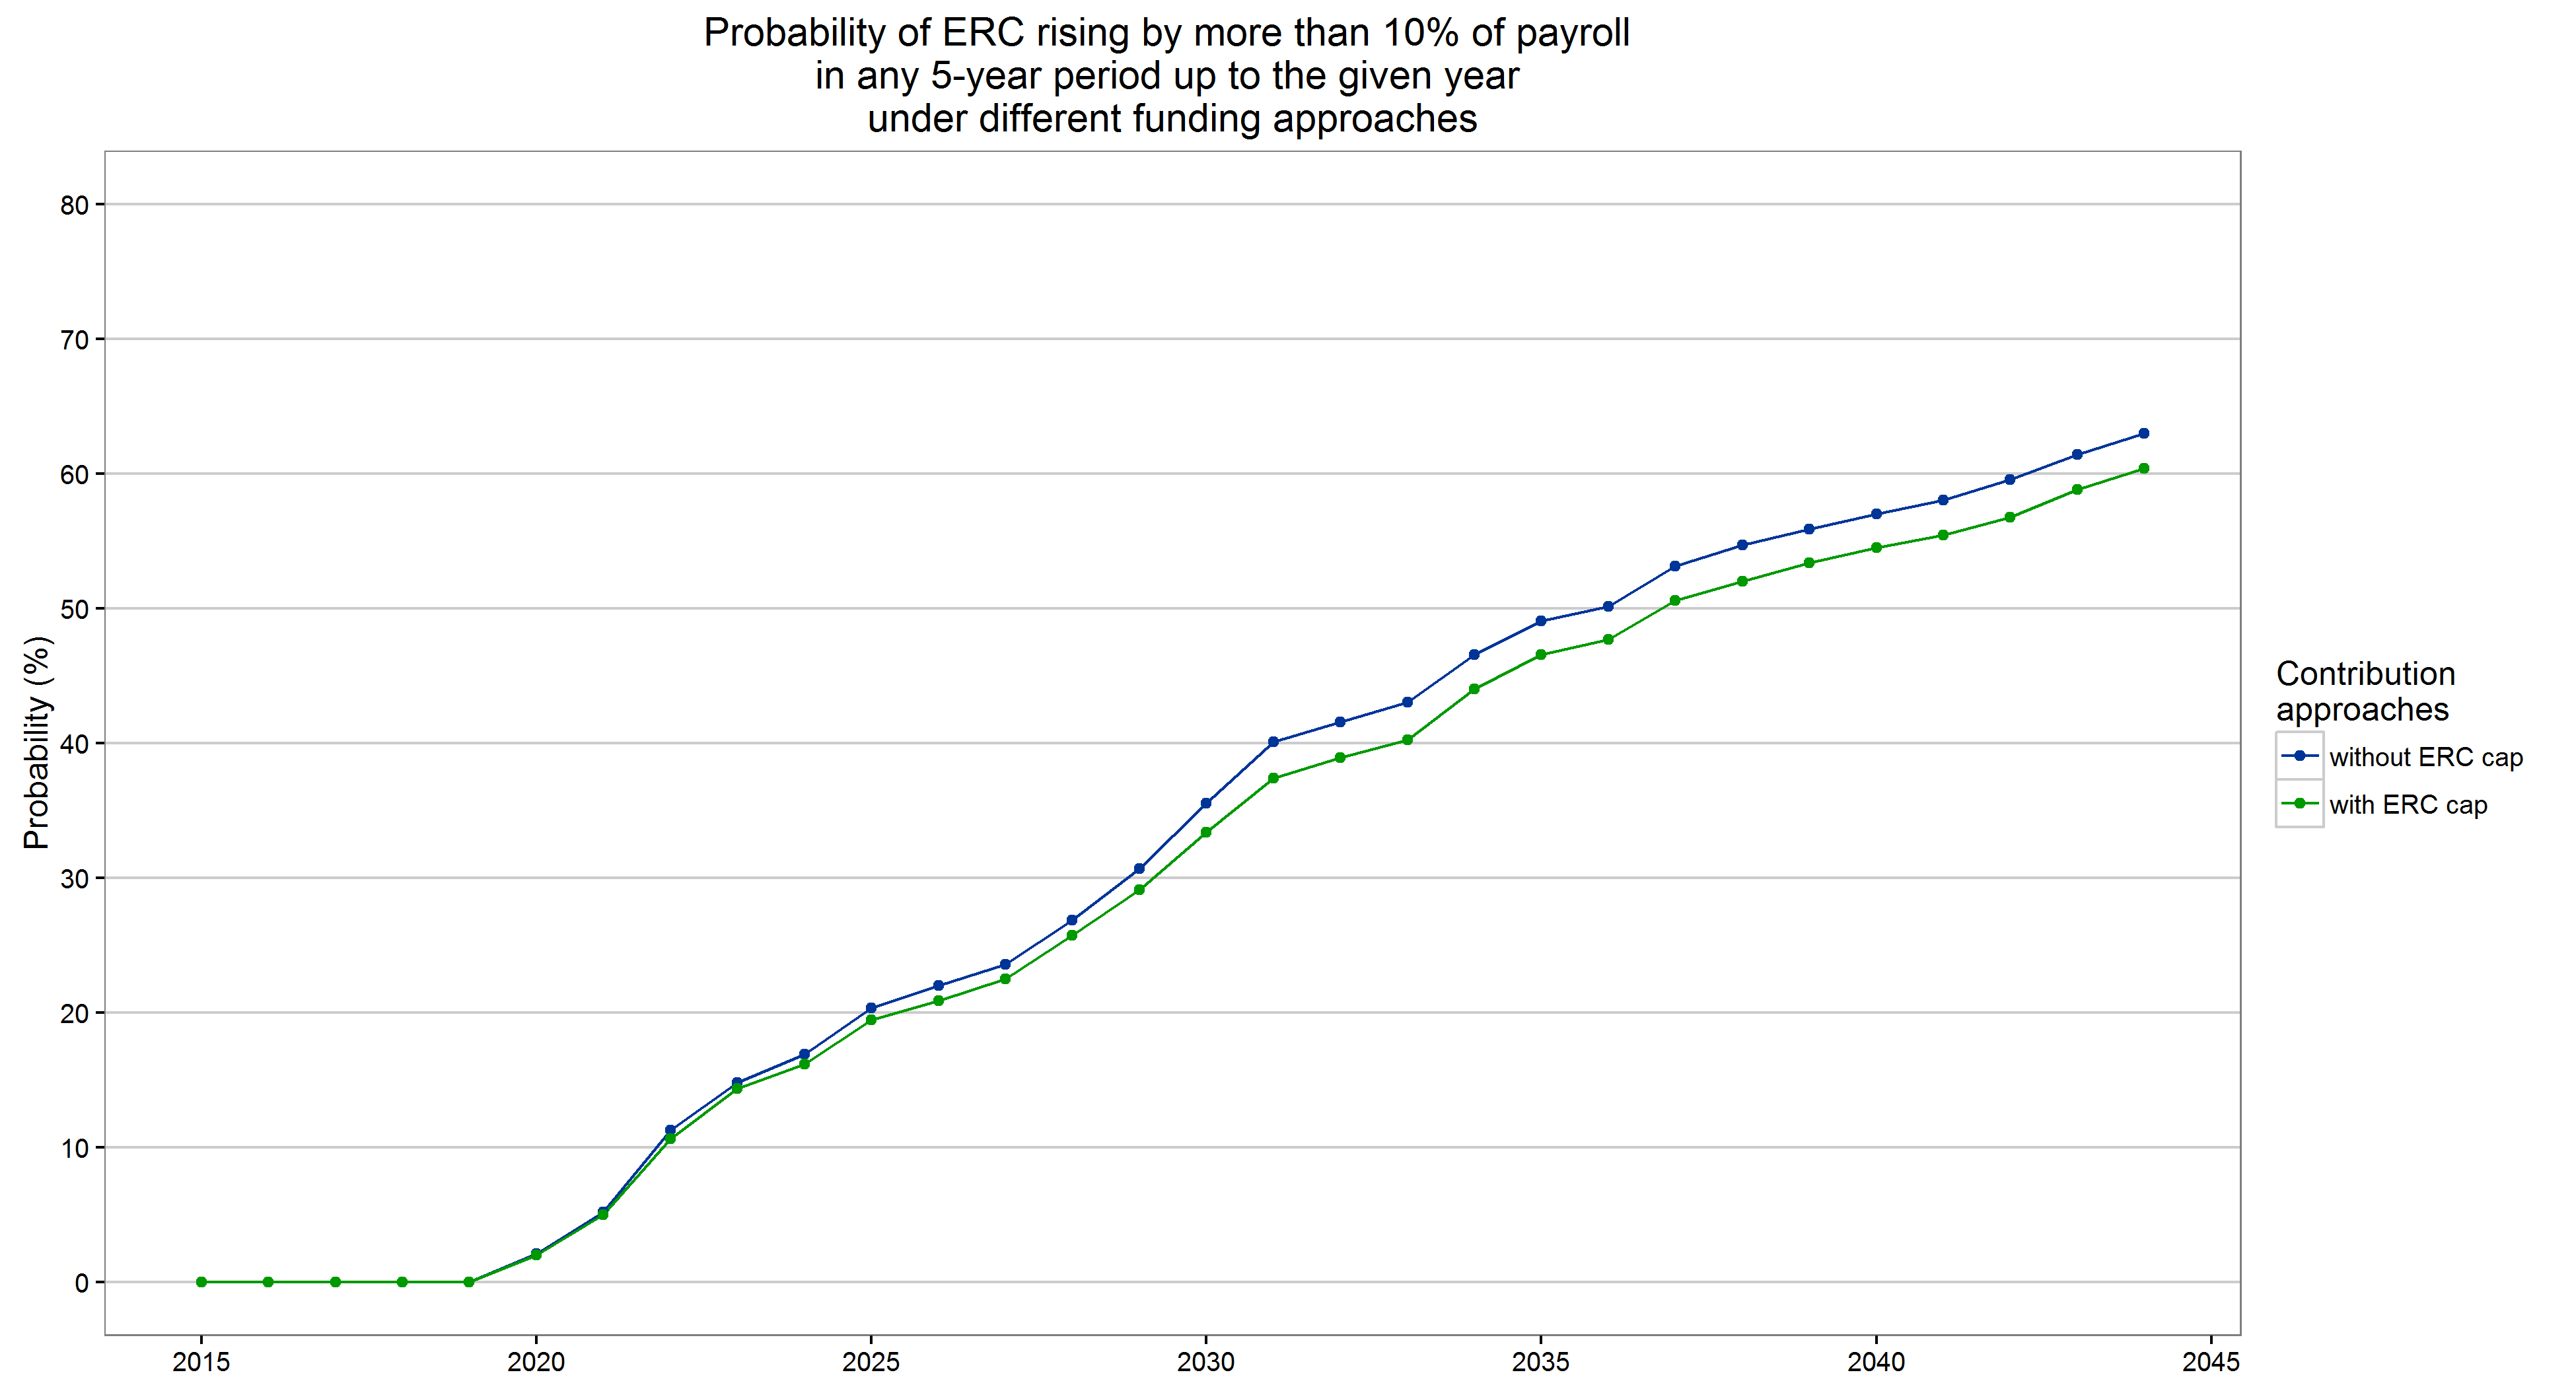 Probability of ERC rising by more than 10% of payroll
in any 5-year period up to the given year
under different funding approaches
Probability (%)
80
70
60
50
40
30
20
10
0
2015
2020
2025
2030
2035
2040
2045
Contribution
approaches
without ERC cap
with ERC cap